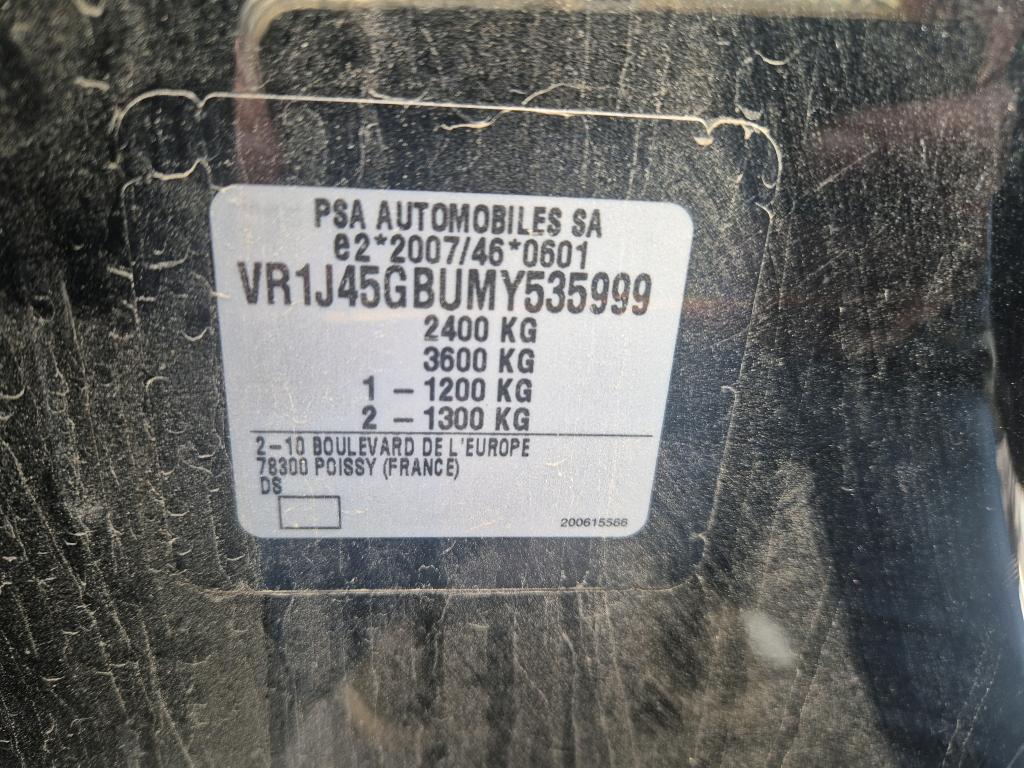 PSA AUTOMOBILES SA
e2*2007/46*0601
VR1J45GBUMY535999
2400 KG
3600 KG
1 - 1200 KG
2 - 1300 KG
2-10 BOULEVARD DE L'EUROPE
78300 POISSY (FRANCE)
DS
200615566